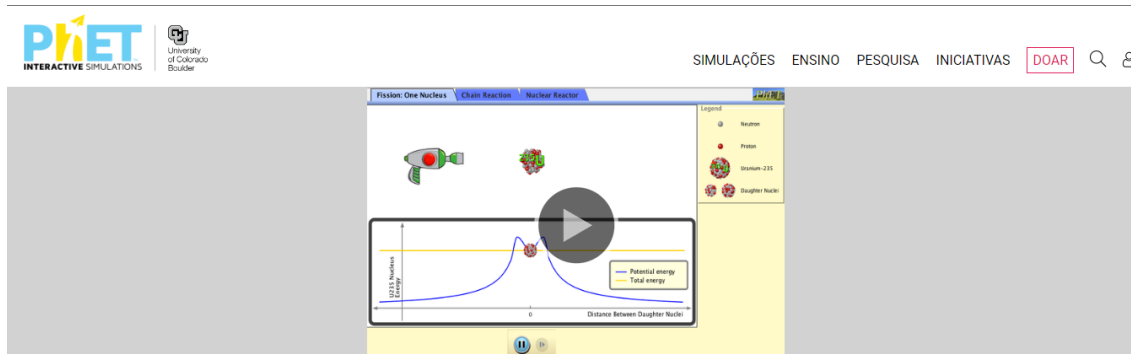 PhET
INTERACTIVE SIMULATIONS
University
of Colorado
Boulder
SIMULAÇÕES ENSINO PESQUISA INICIATIVAS DOAR
Fission: One Nucleus Chain Reaction Nuclear Reactor
Legend
Neutron
Proton
Uranium-235
Daughter Nuclei
U235 Nucleus
Energy
Potential energy
Total energy
0 Distance Between Daughter Nuclei